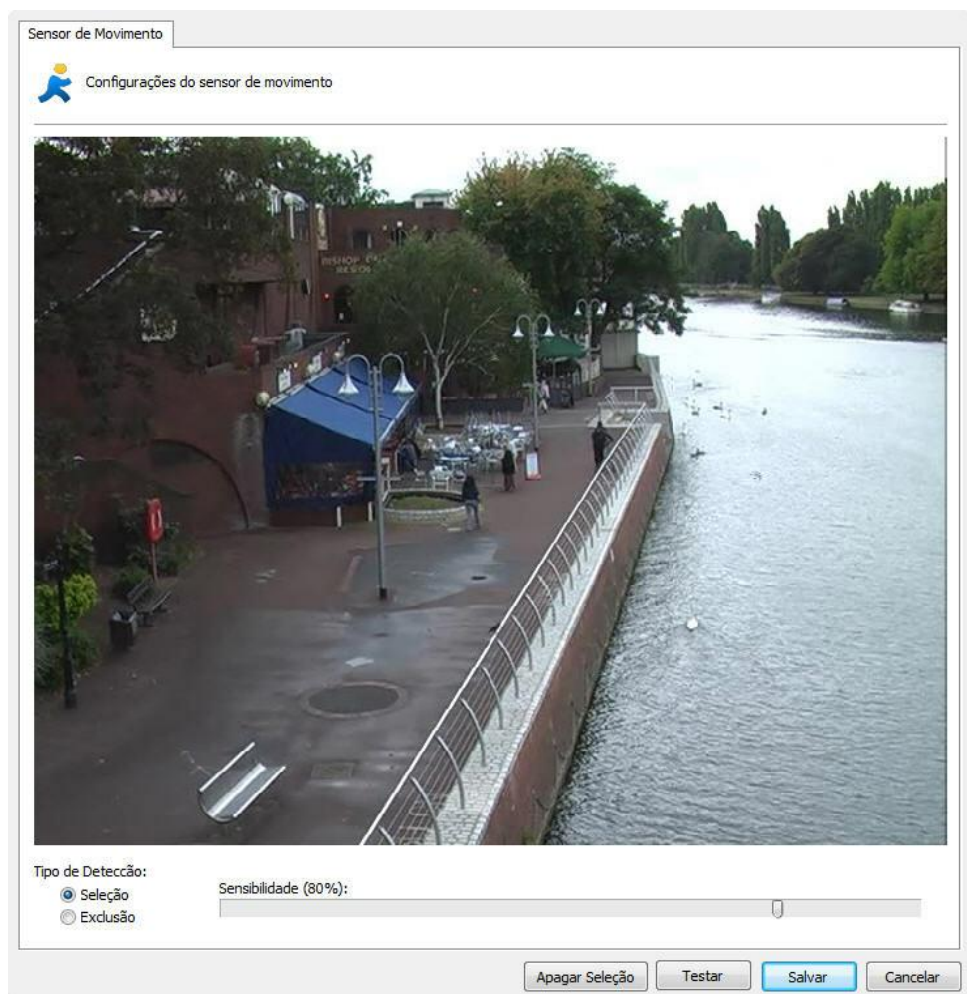 Sensor de Movimento
Configurações do sensor de movimento
BISHOP
Tipo de Detecção:
Seleção
Exclusão
Sensibilidade (80%):
Apagar Seleção
Testar
Salvar
Cancelar